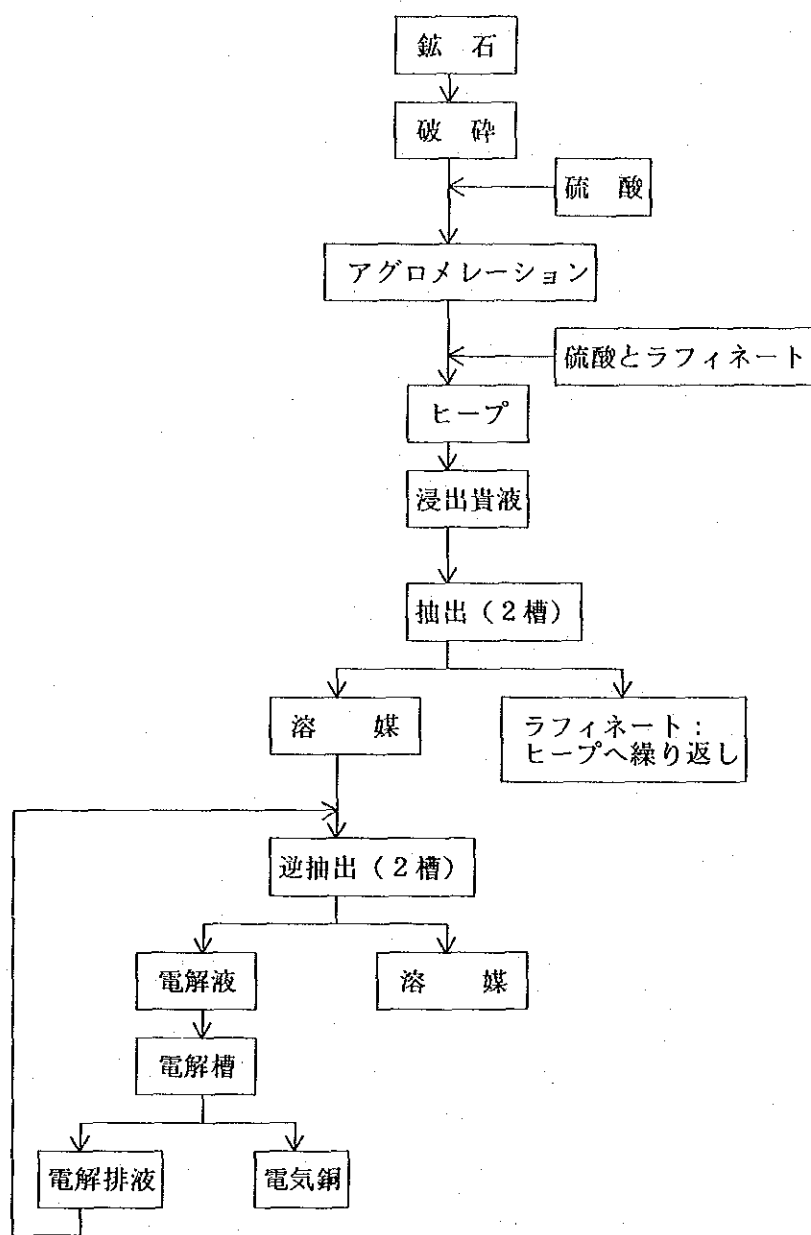 鉱 石
破 砕
硫 酸
アグロメレーション
硫酸とラフィネート
ヒープ
浸出貴液
抽出(2槽)
溶 媒
ラフィネート:
ヒープへ繰り返し
逆抽出(2槽)
電解液
溶 媒
電解槽
電解排液
電気銅